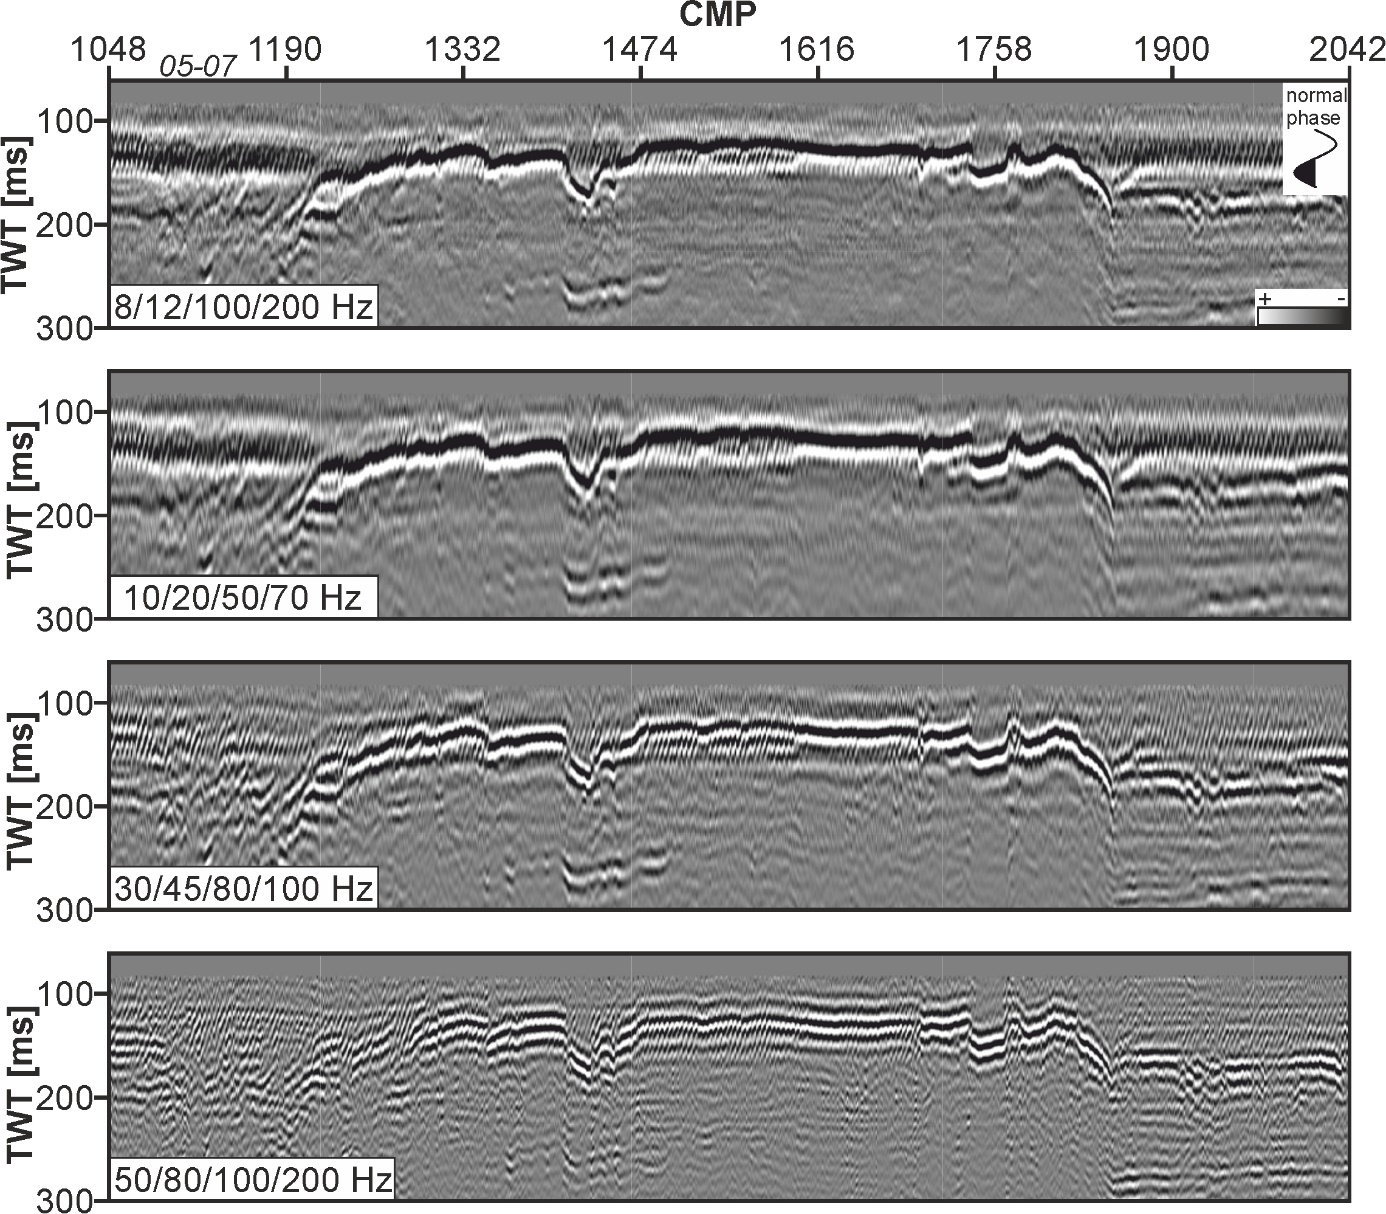 CMP
1048 1190 1332 1474 1616 1758 1900 2042
05-07
TWT [ms]
100
200
300
normal
phase
+ -
8/12/100/200 Hz
TWT [ms]
100
200
300
10/20/50/70 Hz
TWT [ms]
100
200
300
30/45/80/100 Hz
TWT [ms]
100
200
300
50/80/100/200 Hz